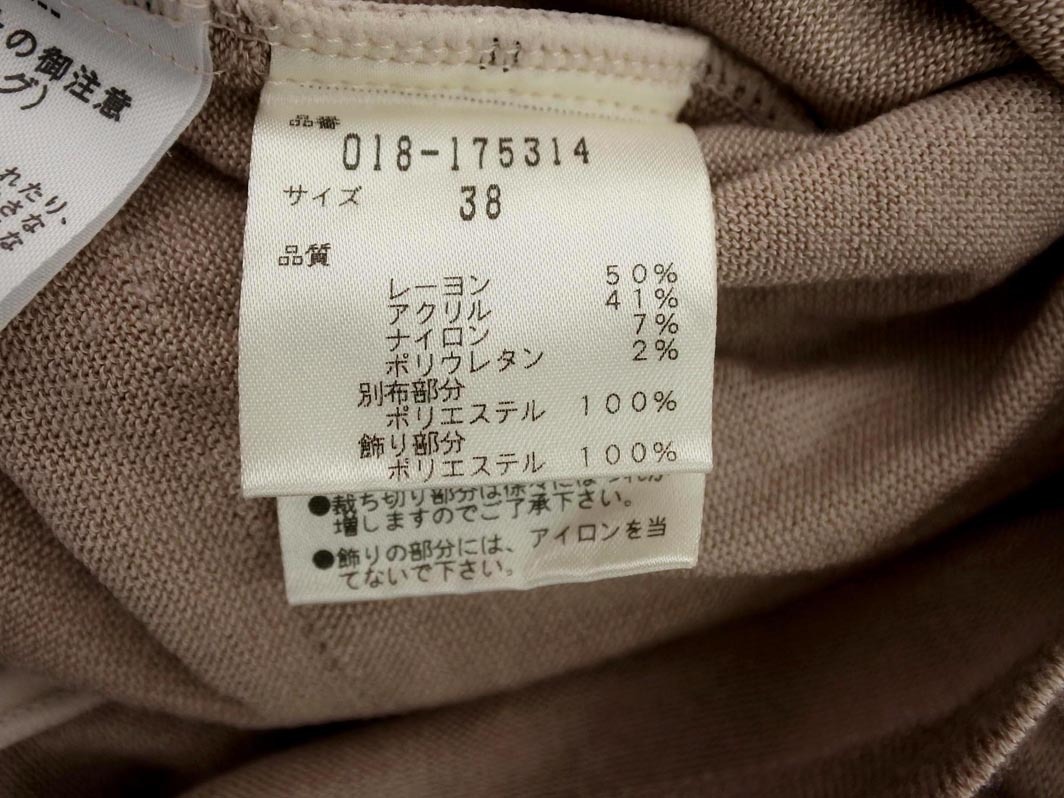 の御注意
グ）
れたり、
さな
な
品番
018-175314
サイズ 38
品質
レーヨン 50%
アクリル 41%
ナイロン 7%
ポリウレタン 2%
別布部分
ポリエステル 100%
飾り部分
ポリエステル 100%
●裁ち切り部分は徐々に
増しますのでご了承下さい。
●飾りの部分には、アイロンを当
てないで下さい。